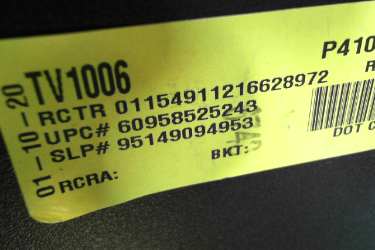 01-10-20
TV1006
P410
RCTR 01154911216628972
UPC# 60958525243
SLP# 95149094953
BKT:
RCRA:
DOT C